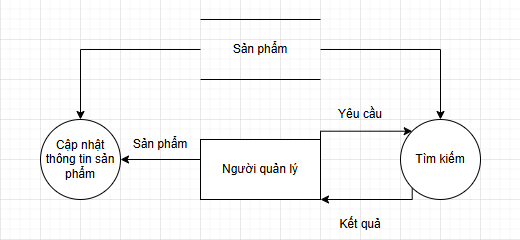 Sản phẩm
Yêu cầu
Sản phẩm
Cập nhật
thông tin sản
phẩm
Người quản lý
Tìm kiếm
Kết quả